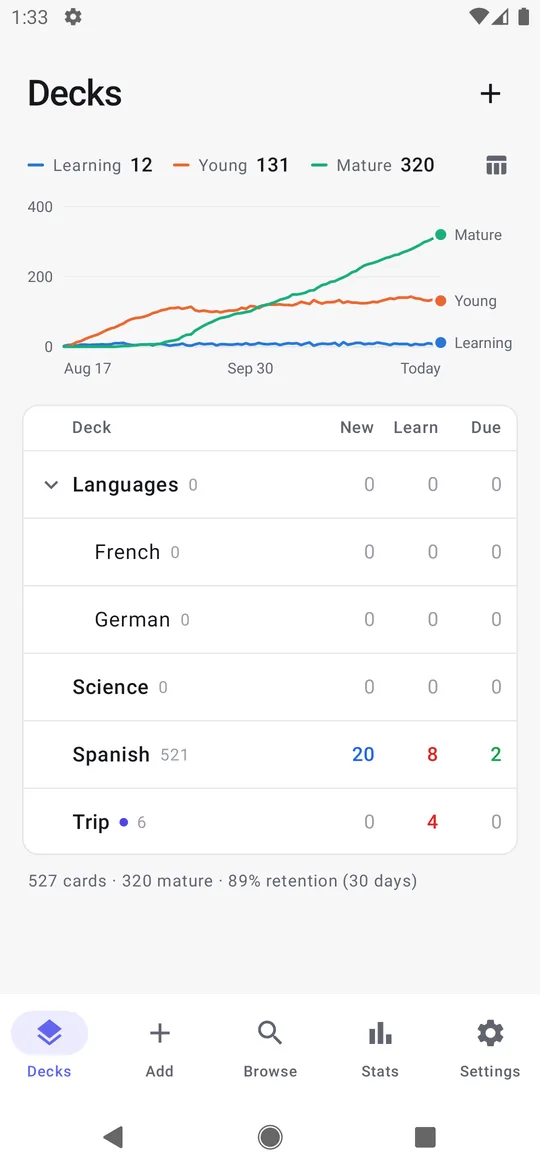 1:33
Decks
Learning 12 Young 131 Mature 320
400
Mature
200
Young
0
Learning
Aug 17 Sep 30 Today
Deck New Learn Due
Languages 0 0 0 0
French 0 0 0 0
German 0 0 0 0
Science 0 0 0 0
Spanish 521 20 8 2
Trip 6 0 4 0
527 cards · 320 mature · 89% retention (30 days)
Decks Add Browse Stats Settings